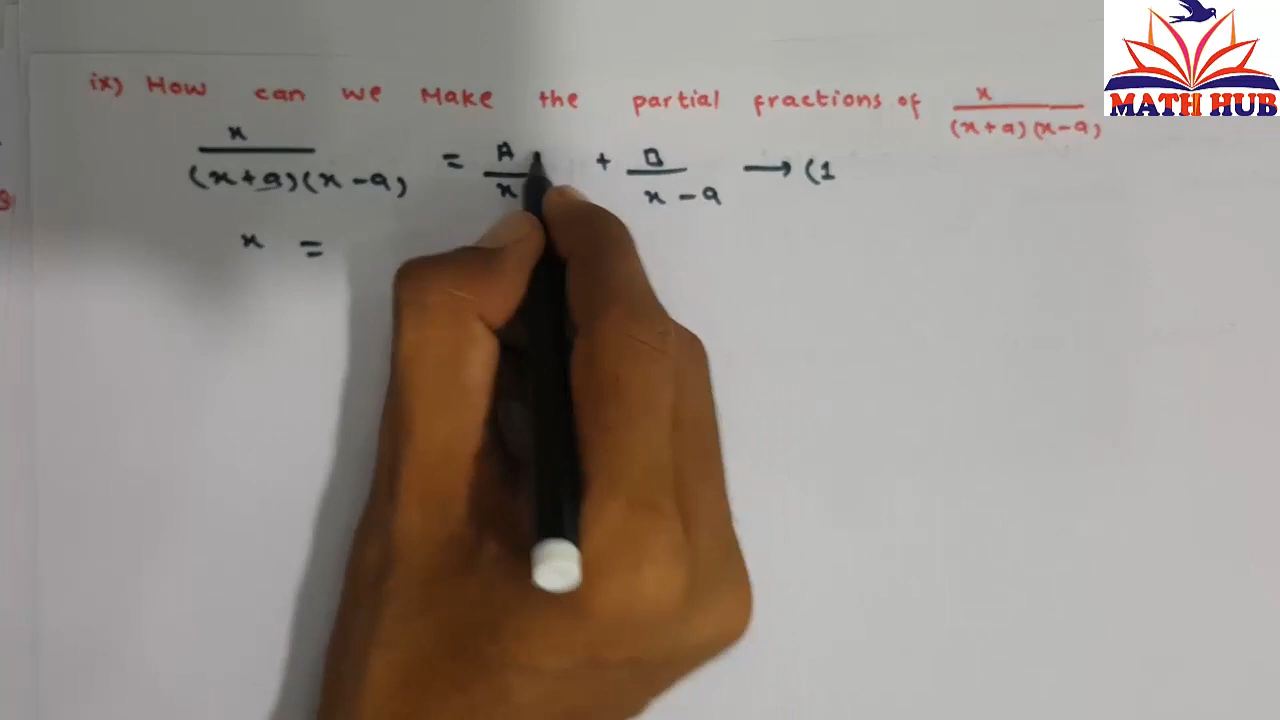 ix) How can we Make the partial fractions of x / (x+a)(x-a)
x / (x+a)(x-a) = A / x + B / x-a → (1
x =
MATH HUB